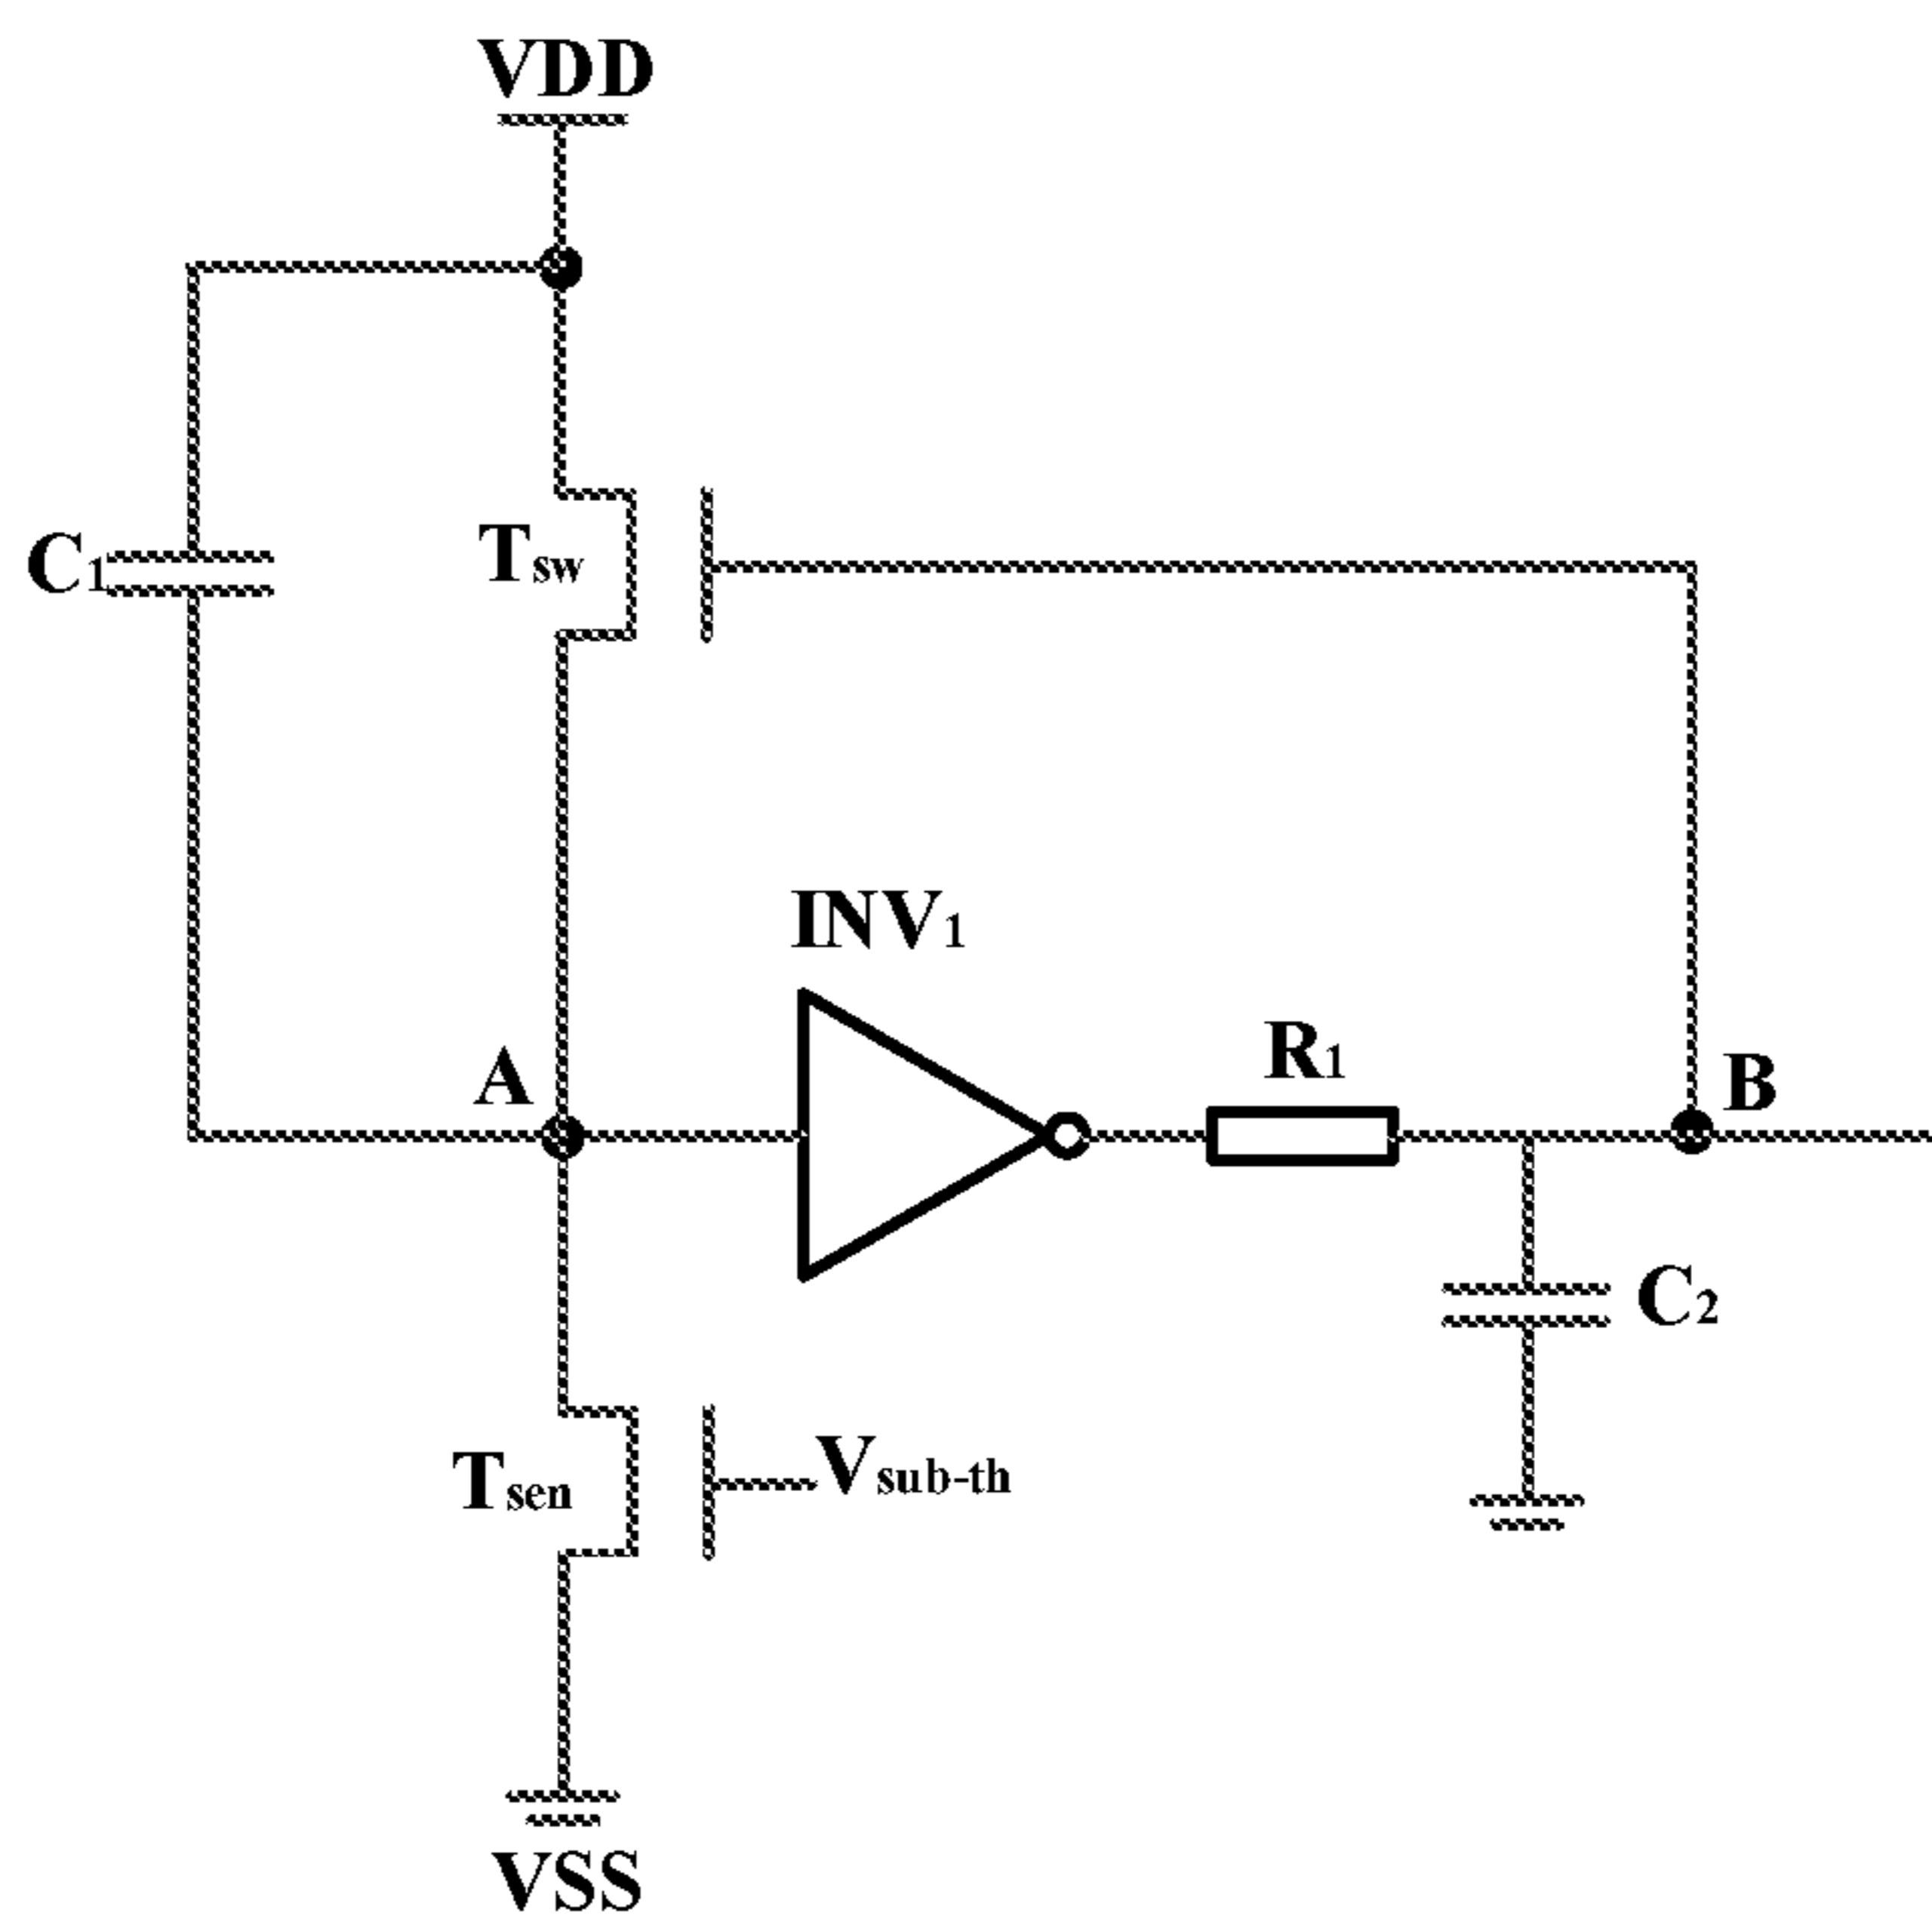 VDD
C1
Tsw
INV1
A
R1
B
C2
Tsen
Vsub-th
VSS